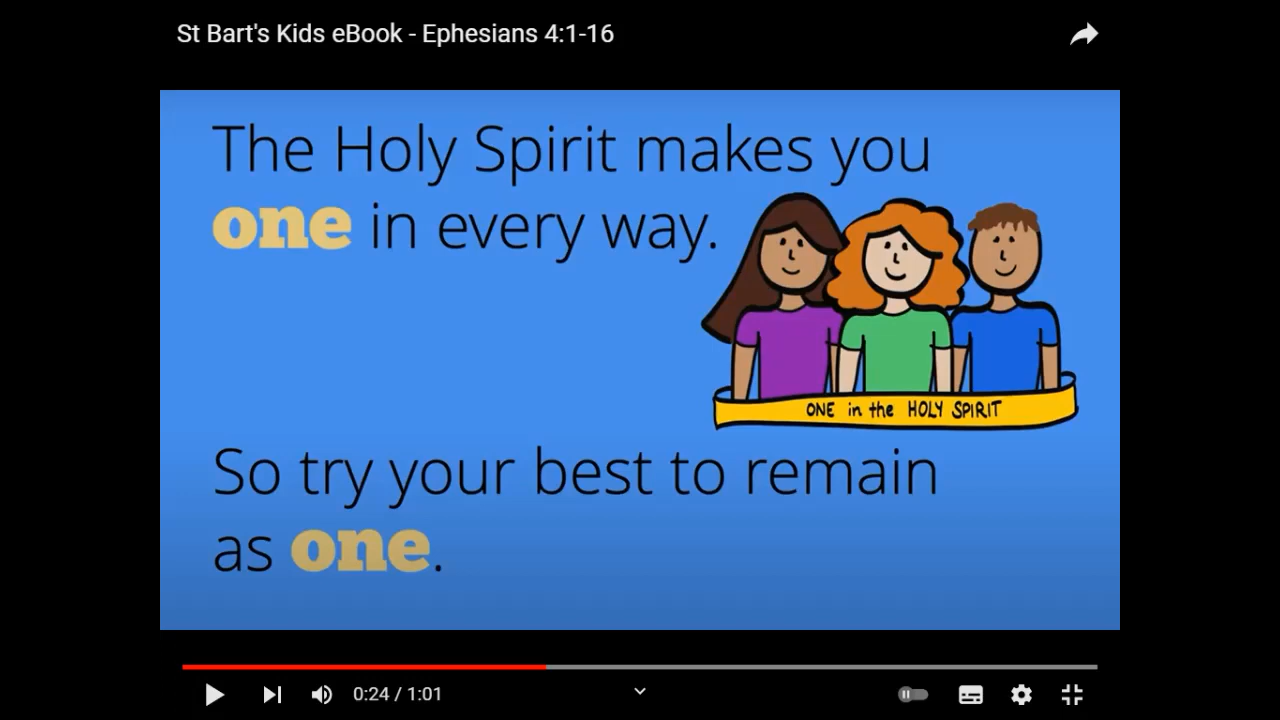 St Bart's Kids eBook - Ephesians 4:1-16
The Holy Spirit makes you
one in every way.
ONE in the HOLY SPIRIT
So try your best to remain
as one.
0:24 / 1:01